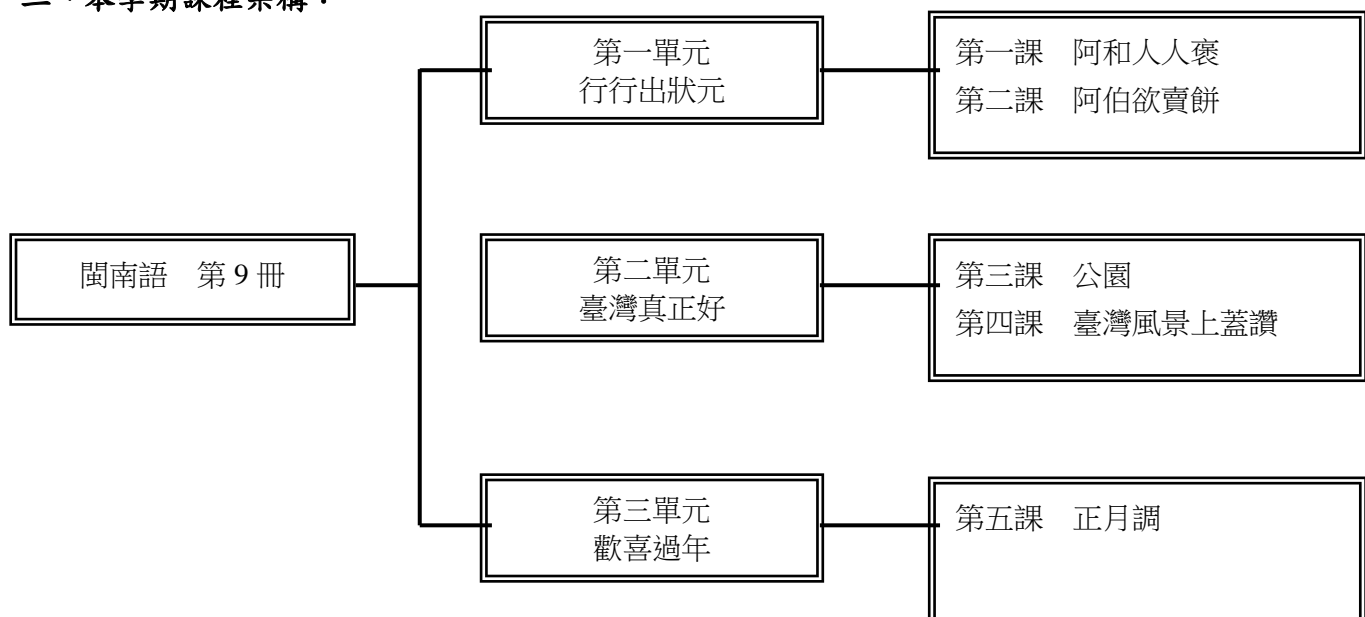 二、本學期課程架構：
第一單元
行行出狀元
第一課　阿和人人褒
第二課　阿伯欲賣餅
閩南語　第 9 冊
第二單元
臺灣真正好
第三課　公園
第四課　臺灣風景上蓋讚
第三單元
歡喜過年
第五課　正月調